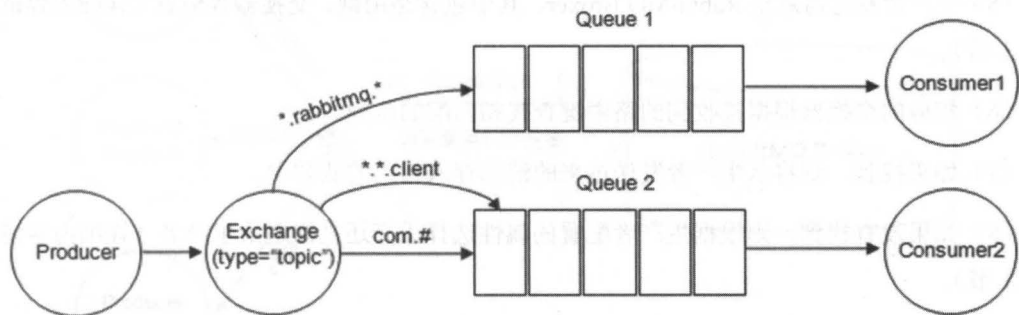 Queue 1
*.rabbitmq.*
Consumer1
*.*.client
Queue 2
Producer
Exchange
(type="topic")
com.#
Consumer2